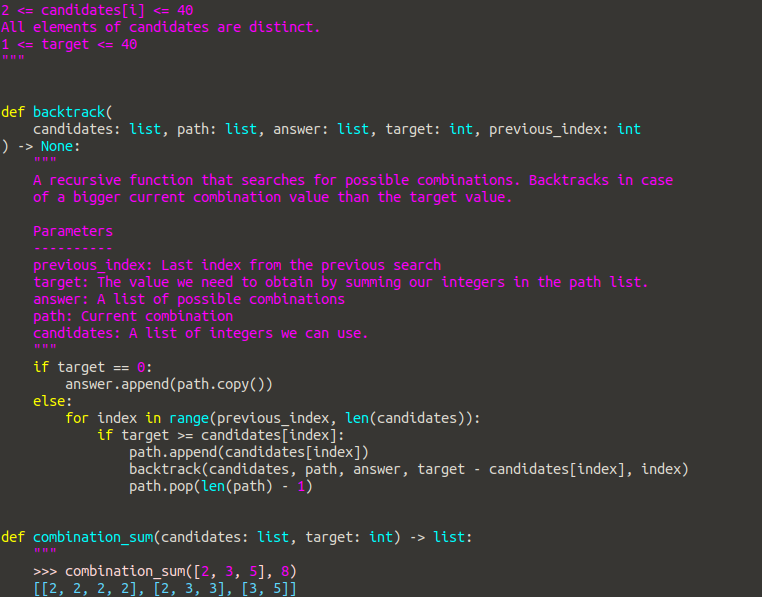 2 <= candidates[i] <= 40
All elements of candidates are distinct.
1 <= target <= 40
"""


def backtrack(
    candidates: list, path: list, answer: list, target: int, previous_index: int
) -> None:
    """
    A recursive function that searches for possible combinations. Backtracks in case
    of a bigger current combination value than the target value.

    Parameters
    ----------
    previous_index: Last index from the previous search
    target: The value we need to obtain by summing our integers in the path list.
    answer: A list of possible combinations
    path: Current combination
    candidates: A list of integers we can use.
    """
    if target == 0:
        answer.append(path.copy())
    else:
        for index in range(previous_index, len(candidates)):
            if target >= candidates[index]:
                path.append(candidates[index])
                backtrack(candidates, path, answer, target - candidates[index], index)
                path.pop(len(path) - 1)


def combination_sum(candidates: list, target: int) -> list:
    """
    >>> combination_sum([2, 3, 5], 8)
    [[2, 2, 2, 2], [2, 3, 3], [3, 5]]